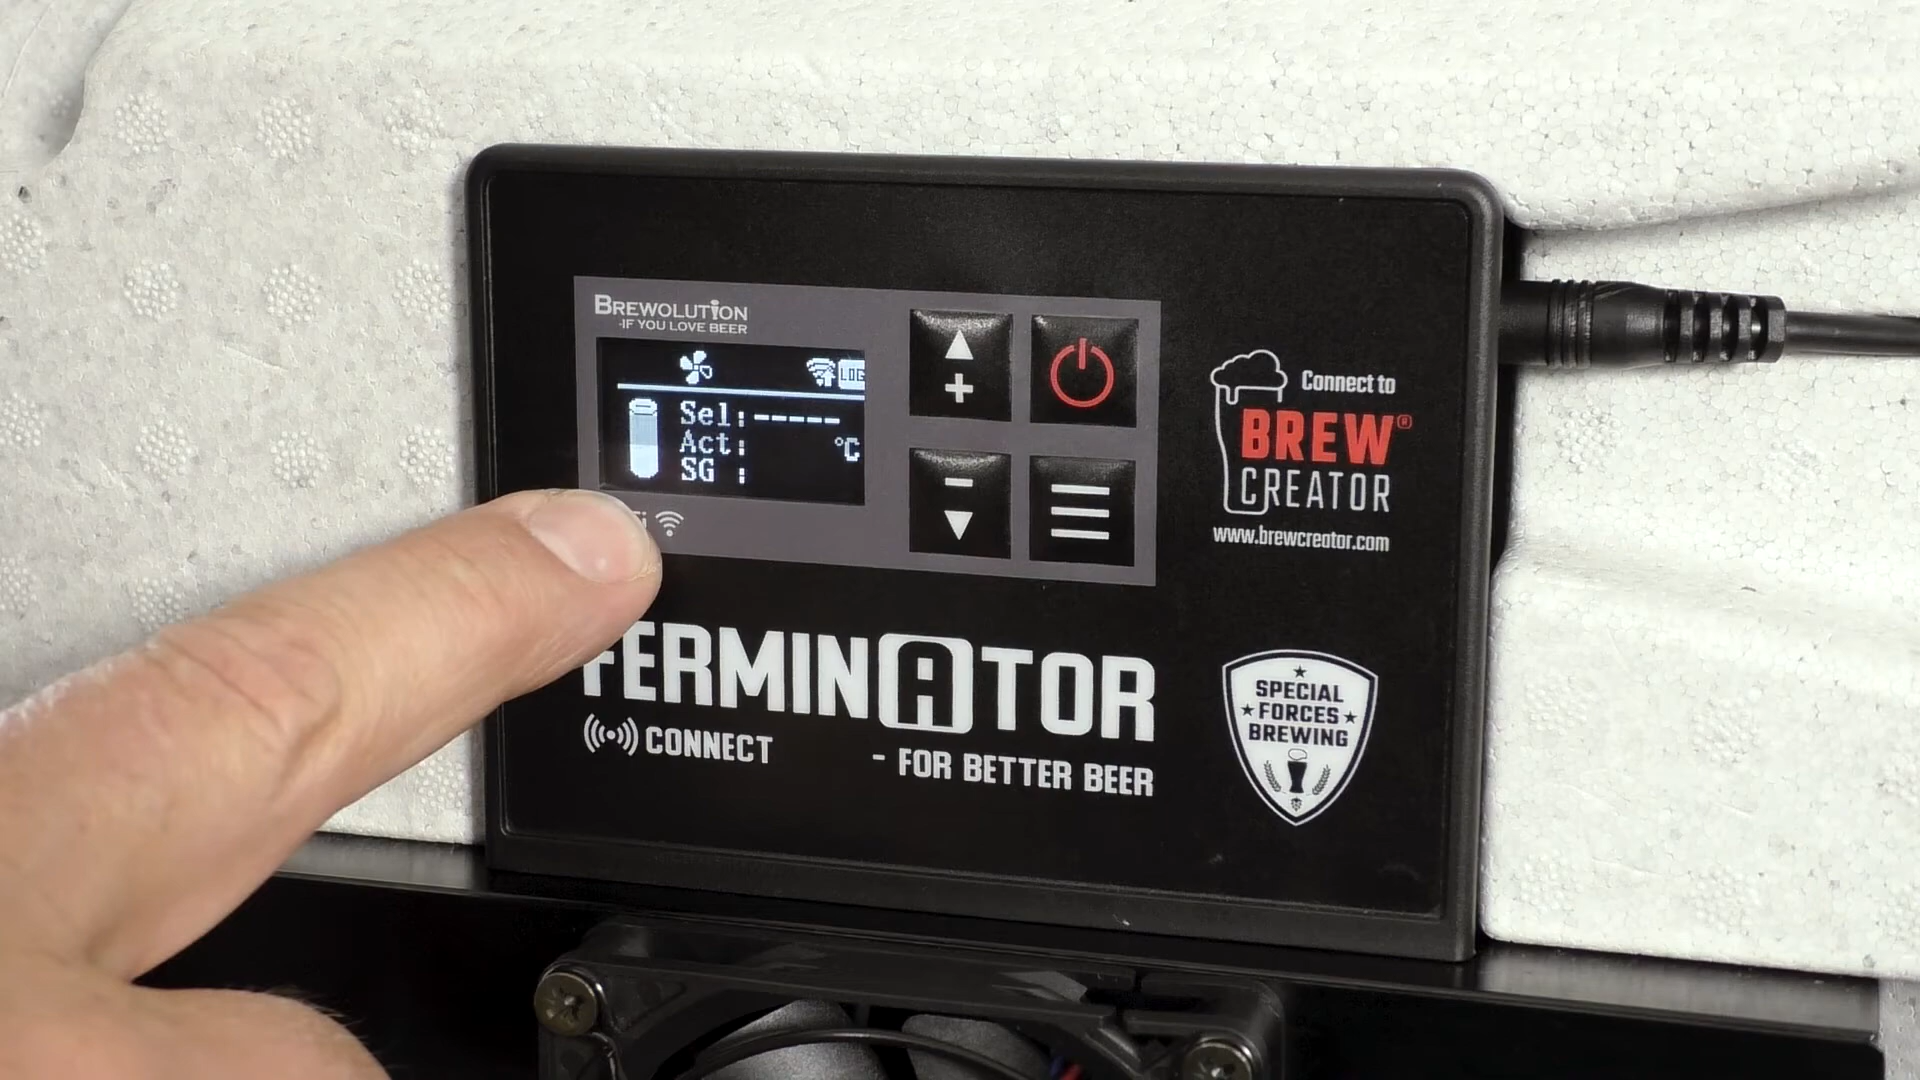 BREWOLUTION
-IF YOU LOVE BEER
LOG
Sel:-----
Act: °C
SG :
Connect to
BREW®
CREATOR
www.brewcreator.com
FERMINATOR
CONNECT
- FOR BETTER BEER
SPECIAL
FORCES
BREWING